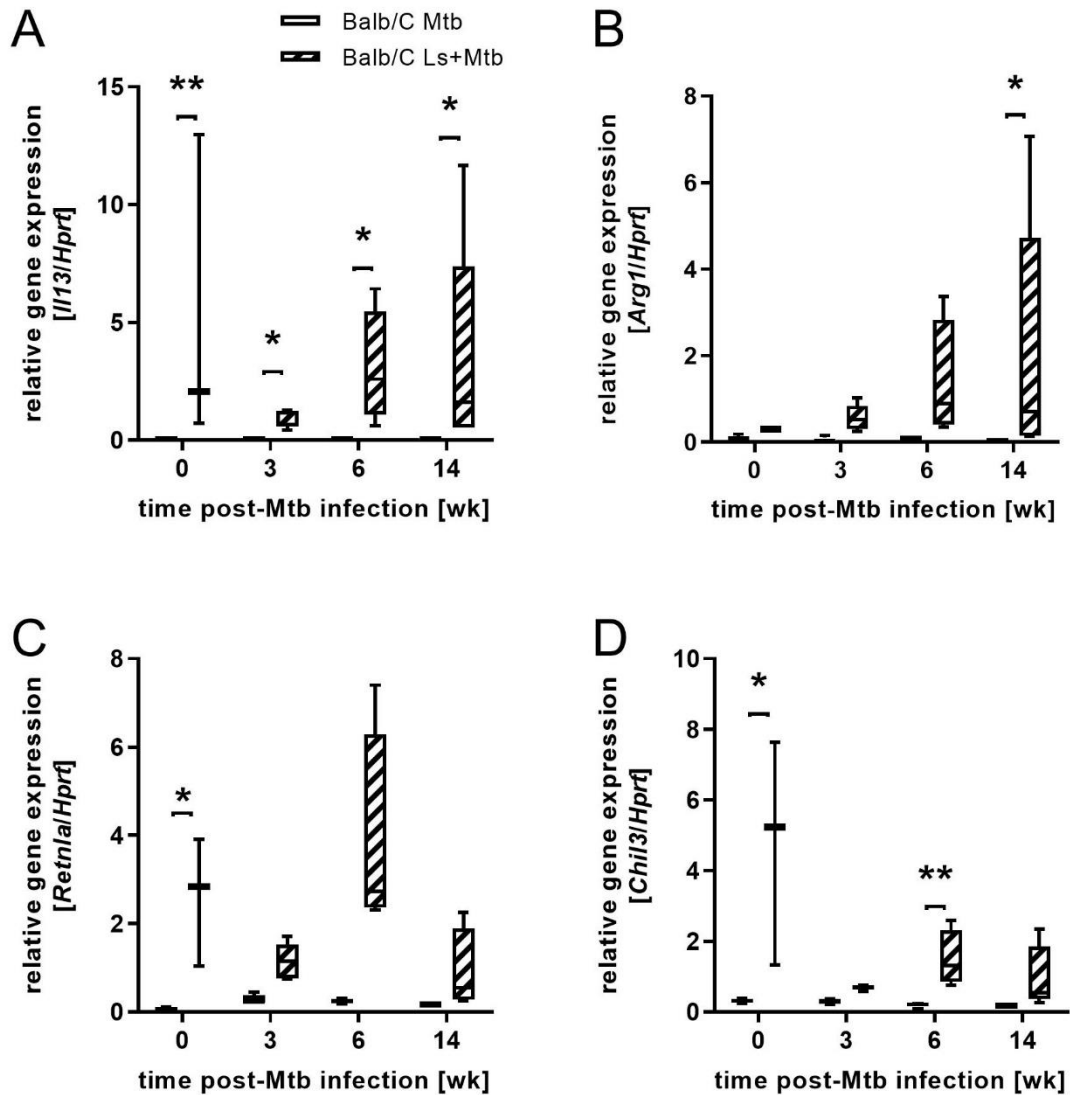 A
Balb/C Mtb
Balb/C Ls+Mtb
relative gene expression
[Il13/Hprt]
15
10
5
0
**
*
*
*
0 3 6 14
time post-Mtb infection [wk]
B
relative gene expression
[Arg1/Hprt]
8
6
4
2
0
*
0 3 6 14
time post-Mtb infection [wk]
C
relative gene expression
[Retnla/Hprt]
8
6
4
2
0
*
0 3 6 14
time post-Mtb infection [wk]
D
relative gene expression
[Chil3/Hprt]
10
8
6
4
2
0
*
**
0 3 6 14
time post-Mtb infection [wk]